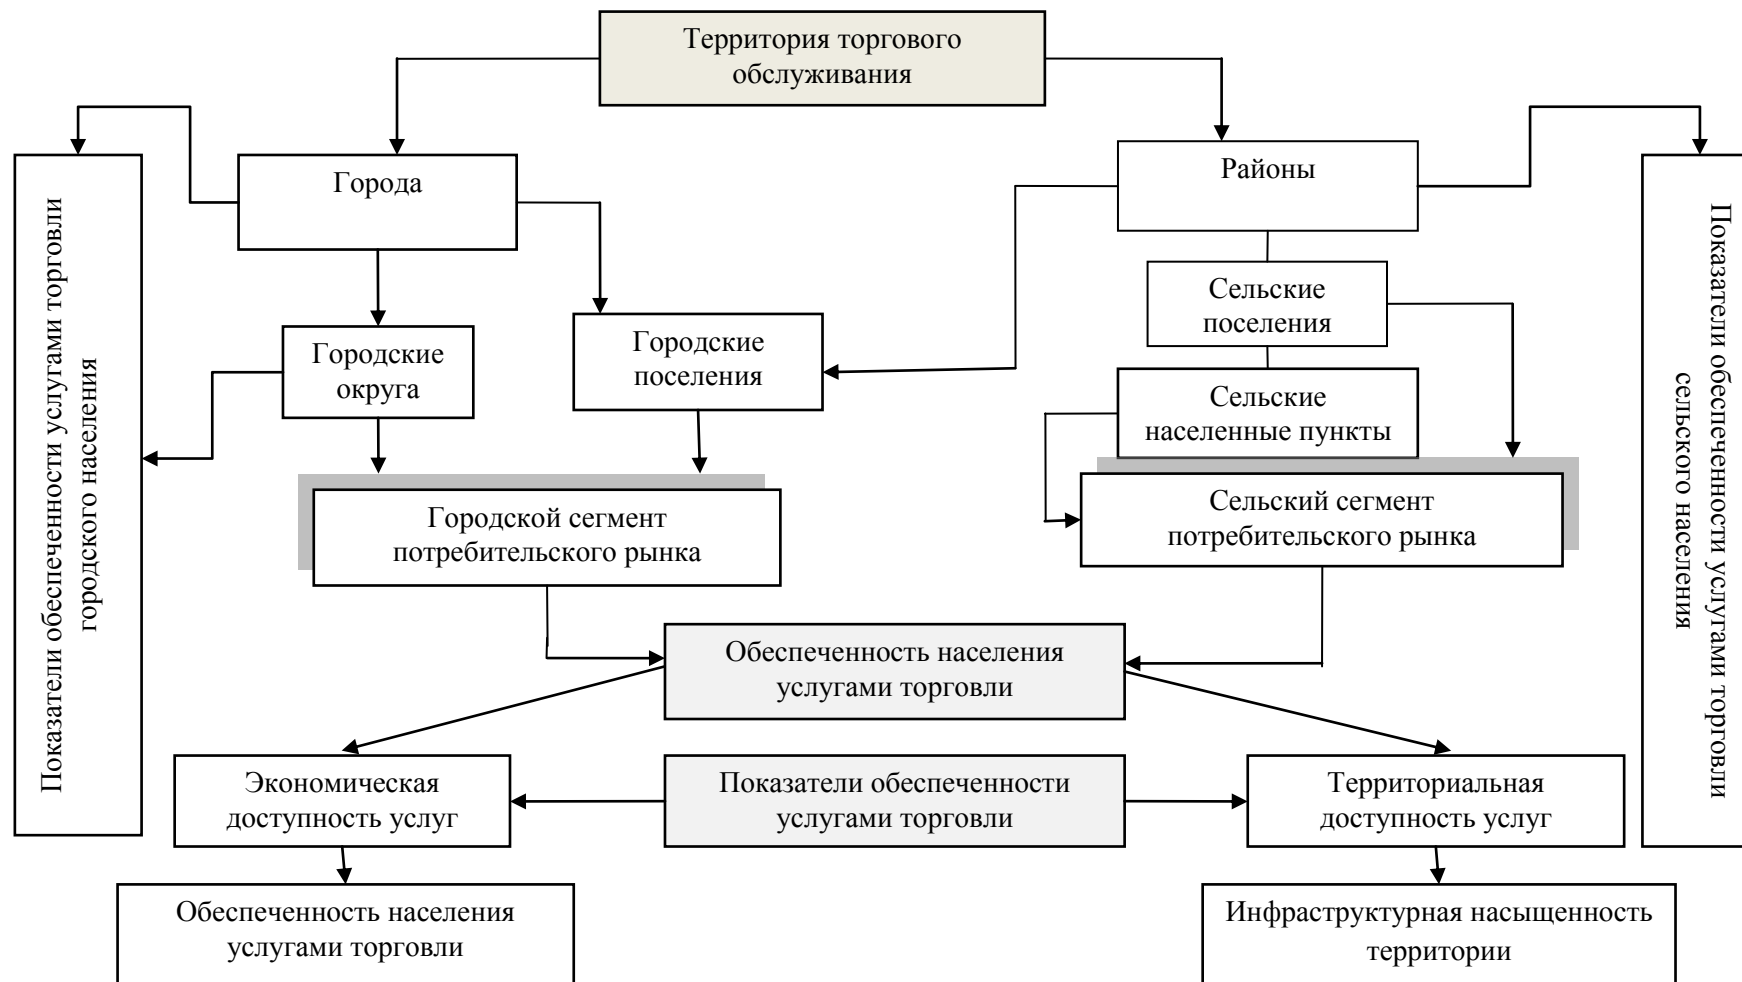 Территория торгового
обслуживания
Города
Районы
Показатели обеспеченности услугами торговли
городского населения
Показатели обеспеченности услугами торговли
сельского населения
Сельские
поселения
Городские
округа
Городские
поселения
Сельские
населенные пункты
Городской сегмент
потребительского рынка
Сельский сегмент
потребительского рынка
Обеспеченность населения
услугами торговли
Экономическая
доступность услуг
Показатели обеспеченности
услугами торговли
Территориальная
доступность услуг
Обеспеченность населения
услугами торговли
Инфраструктурная насыщенность
территории